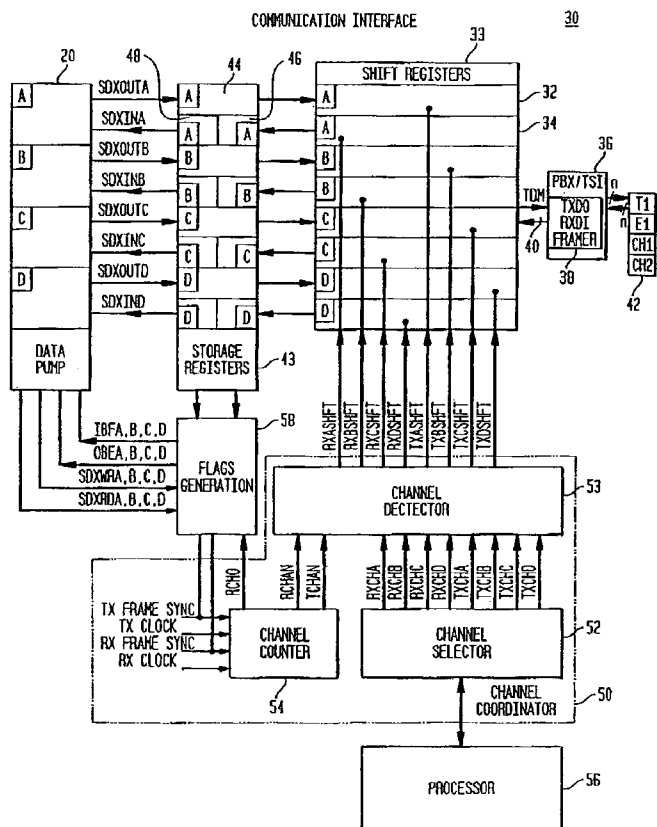 COMMUNICATION INTERFACE
30
20
48
44
46
33
SHIFT REGISTERS
32
34
A
A
A
A
A
B
B
B
B
B
C
C
C
C
C
D
D
D
D
D
SDXOUTA
SDXINA
SDXOUTB
SDXINB
SDXOUTC
SDXINC
SDXOUTD
SDXIND
DATA
PUMP
STORAGE
REGISTERS
43
TDM
40
36
PBX/TSI
TXDO
RXDI
FRAMER
38
n
n
T1
E1
CH1
CH2
42
IBFA,B,C,D
OBEA,B,C,D
SDXWRA,B,C,D
SDXRDA,B,C,D
58
FLAGS
GENERATION
RXASHFT
RXBSHFT
RXCSHFT
RXDSHFT
TXASHFT
TXBSHFT
TXCSHFT
TXDSHFT
CHANNEL
DECTECTOR
53
RCHO
RCHAN
TCHAN
RXCHA
RXCHB
RXCHC
RXCHD
TXCHA
TXCHB
TXCHC
TXCHD
TX FRAME SYNC
TX CLOCK
RX FRAME SYNC
RX CLOCK
CHANNEL
COUNTER
54
CHANNEL
SELECTOR
52
CHANNEL
COORDINATOR
50
PROCESSOR
56